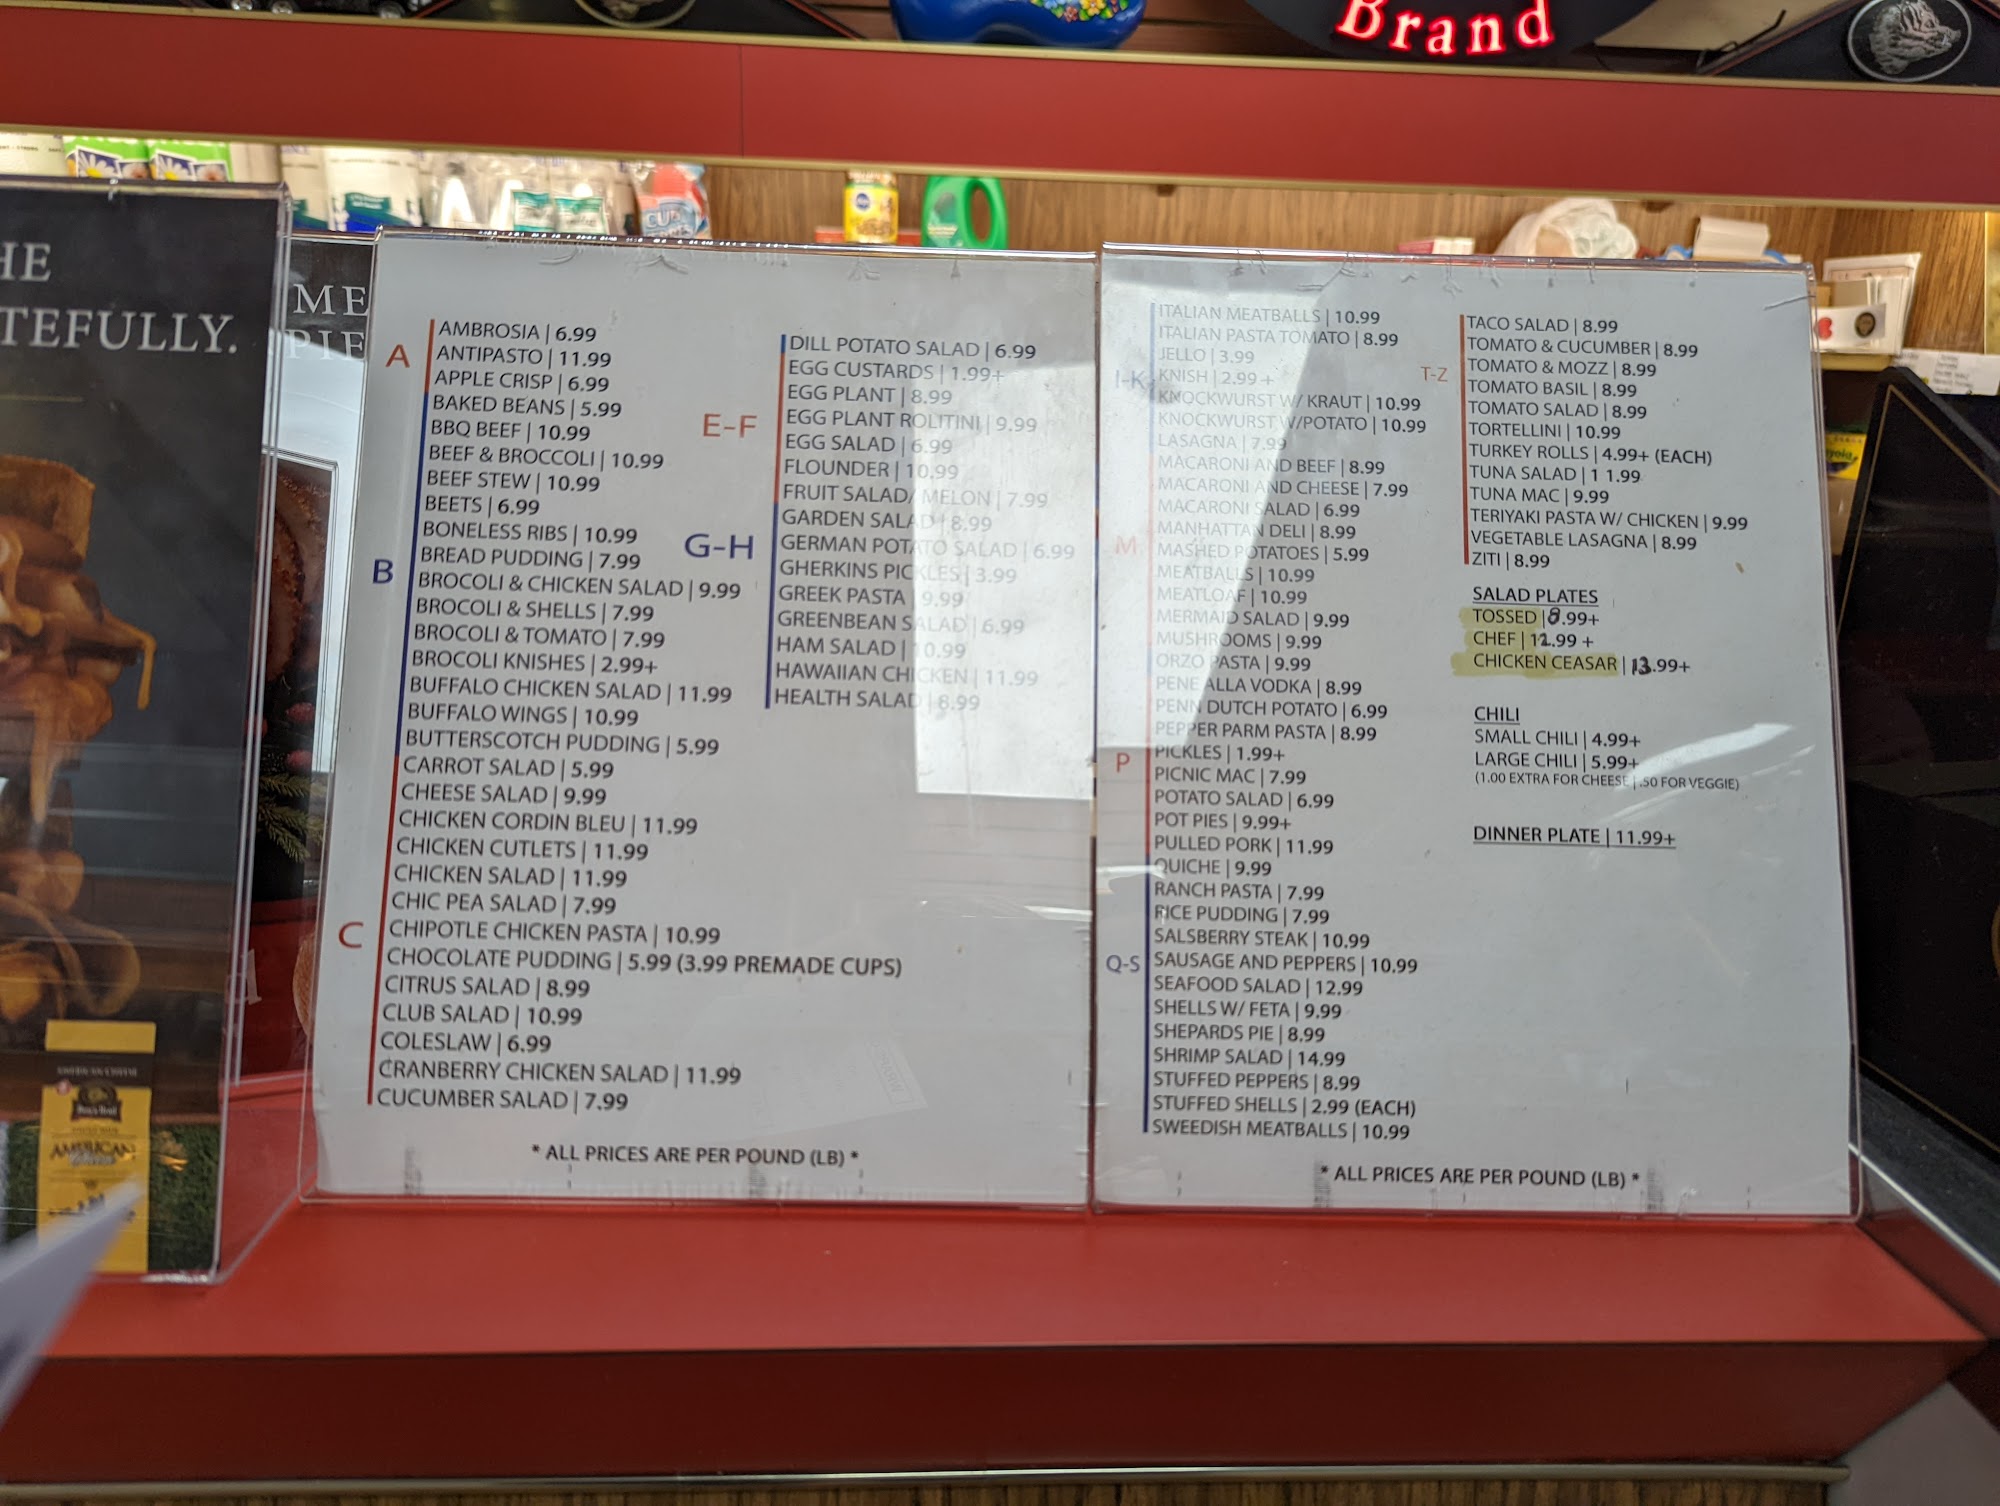 Brand
HE
TEFULLY.
ME
PIE
A
AMBROSIA | 6.99
ANTIPASTO | 11.99
APPLE CRISP | 6.99
B
BAKED BEANS | 5.99
BBQ BEEF | 10.99
BEEF & BROCCOLI | 10.99
BEEF STEW | 10.99
BEETS | 6.99
BONELESS RIBS | 10.99
BREAD PUDDING | 7.99
BROCOLI & CHICKEN SALAD | 9.99
BROCOLI & SHELLS | 7.99
BROCOLI & TOMATO | 7.99
BROCOLI KNISHES | 2.99+
BUFFALO CHICKEN SALAD | 11.99
BUFFALO WINGS | 10.99
BUTTERSCOTCH PUDDING | 5.99
C
CARROT SALAD | 5.99
CHEESE SALAD | 9.99
CHICKEN CORDIN BLEU | 11.99
CHICKEN CUTLETS | 11.99
CHICKEN SALAD | 11.99
CHIC PEA SALAD | 7.99
CHIPOTLE CHICKEN PASTA | 10.99
CHOCOLATE PUDDING | 5.99 (3.99 PREMADE CUPS)
CITRUS SALAD | 8.99
CLUB SALAD | 10.99
COLESLAW | 6.99
CRANBERRY CHICKEN SALAD | 11.99
CUCUMBER SALAD | 7.99
DILL POTATO SALAD | 6.99
E-F
EGG CUSTARDS | 1.99+
EGG PLANT | 8.99
EGG PLANT ROLITINI | 9.99
EGG SALAD | 6.99
FLOUNDER | 10.99
FRUIT SALAD/ MELON | 7.99
G-H
GARDEN SALAD | 8.99
GERMAN POTATO SALAD | 6.99
GHERKINS PICKLES | 3.99
GREEK PASTA | 9.99
GREENBEAN SALAD | 6.99
HAM SALAD | 10.99
HAWAIIAN CHICKEN | 11.99
HEALTH SALAD | 8.99
* ALL PRICES ARE PER POUND (LB) *
I-K
ITALIAN MEATBALLS | 10.99
ITALIAN PASTA TOMATO | 8.99
JELLO | 3.99
KNISH | 2.99 +
KNOCKWURST W/ KRAUT | 10.99
KNOCKWURST W/POTATO | 10.99
LASAGNA | 7.99
M
MACARONI AND BEEF | 8.99
MACARONI AND CHEESE | 7.99
MACARONI SALAD | 6.99
MANHATTAN DELI | 8.99
MASHED POTATOES | 5.99
MEATBALLS | 10.99
MEATLOAF | 10.99
MERMAID SALAD | 9.99
MUSHROOMS | 9.99
ORZO PASTA | 9.99
P
PENE ALLA VODKA | 8.99
PENN DUTCH POTATO | 6.99
PEPPER PARM PASTA | 8.99
PICKLES | 1.99+
PICNIC MAC | 7.99
POTATO SALAD | 6.99
POT PIES | 9.99+
PULLED PORK | 11.99
Q-S
QUICHE | 9.99
RANCH PASTA | 7.99
RICE PUDDING | 7.99
SALSBERRY STEAK | 10.99
SAUSAGE AND PEPPERS | 10.99
SEAFOOD SALAD | 12.99
SHELLS W/ FETA | 9.99
SHEPARDS PIE | 8.99
SHRIMP SALAD | 14.99
STUFFED PEPPERS | 8.99
STUFFED SHELLS | 2.99 (EACH)
SWEDISH MEATBALLS | 10.99
T-Z
TACO SALAD | 8.99
TOMATO & CUCUMBER | 8.99
TOMATO & MOZZ | 8.99
TOMATO BASIL | 8.99
TOMATO SALAD | 8.99
TORTELLINI | 10.99
TURKEY ROLLS | 4.99+ (EACH)
TUNA SALAD | 1 1.99
TUNA MAC | 9.99
TERIYAKI PASTA W/ CHICKEN | 9.99
VEGETABLE LASAGNA | 8.99
ZITI | 8.99
SALAD PLATES
TOSSED | 8.99+
CHEF | 12.99 +
CHICKEN CEASAR | 13.99+
CHILI
SMALL CHILI | 4.99+
LARGE CHILI | 5.99+
(1.00 EXTRA FOR CHEESE | .50 FOR VEGGIE)
DINNER PLATE | 11.99+
* ALL PRICES ARE PER POUND (LB) *
AMERICAN